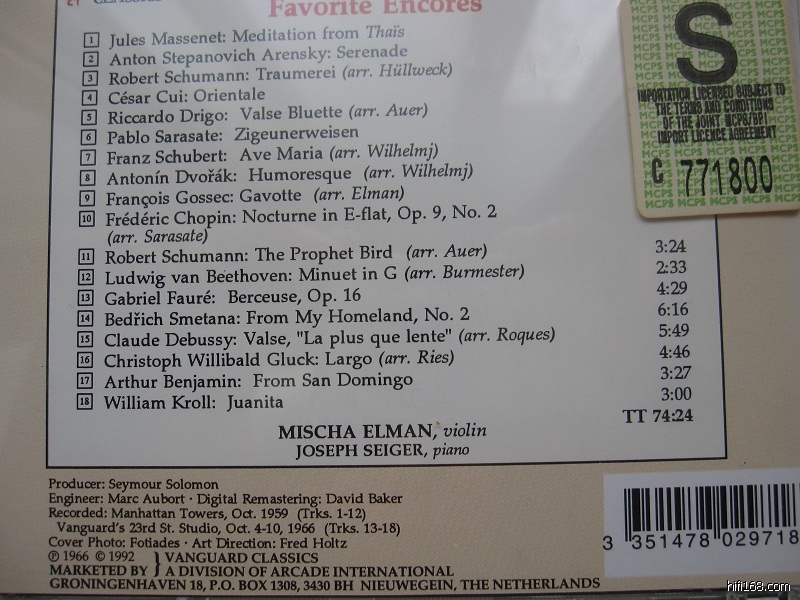 Favorite Encores
1 Jules Massenet: Meditation from Thaïs
2 Anton Stepanovich Arensky: Serenade
3 Robert Schumann: Traumerei (arr. Hüllweck)
4 César Cui: Orientale
5 Riccardo Drigo: Valse Bluette (arr. Auer)
6 Pablo Sarasate: Zigeunerweisen
7 Franz Schubert: Ave Maria (arr. Wilhelmj)
8 Antonín Dvořák: Humoresque (arr. Wilhelmj)
9 François Gossec: Gavotte (arr. Elman)
10 Frédéric Chopin: Nocturne in E-flat, Op. 9, No. 2
(arr. Sarasate)
11 Robert Schumann: The Prophet Bird (arr. Auer) 3:24
12 Ludwig van Beethoven: Minuet in G (arr. Burmester) 2:33
13 Gabriel Fauré: Berceuse, Op. 16 4:29
14 Bedřich Smetana: From My Homeland, No. 2 6:16
15 Claude Debussy: Valse, "La plus que lente" (arr. Roques) 5:49
16 Christoph Willibald Gluck: Largo (arr. Ries) 4:46
17 Arthur Benjamin: From San Domingo 3:27
18 William Kroll: Juanita 3:00
TT 74:24
MISCHA ELMAN, violin
JOSEPH SEIGER, piano
Producer: Seymour Solomon
Engineer: Marc Aubort · Digital Remastering: David Baker
Recorded: Manhattan Towers, Oct. 1959 (Trks. 1-12)
Vanguard's 23rd St. Studio, Oct. 4-10, 1966 (Trks. 13-18)
Cover Photo: Fotiades · Art Direction: Fred Holtz
℗ 1966 © 1992 } VANGUARD CLASSICS
MARKETED BY } A DIVISION OF ARCADE INTERNATIONAL
GRONINGENHAVEN 18, P.O. BOX 1308, 3430 BH NIEUWEGEIN, THE NETHERLANDS
S
IMPORTATION LICENSED SUBJECT TO
THE TERMS AND CONDITIONS
OF THE JOINT MCPS/BPI
IMPORT LICENCE AGREEMENT
C 771800
MCPS
3 351478 029718
hifi168.com